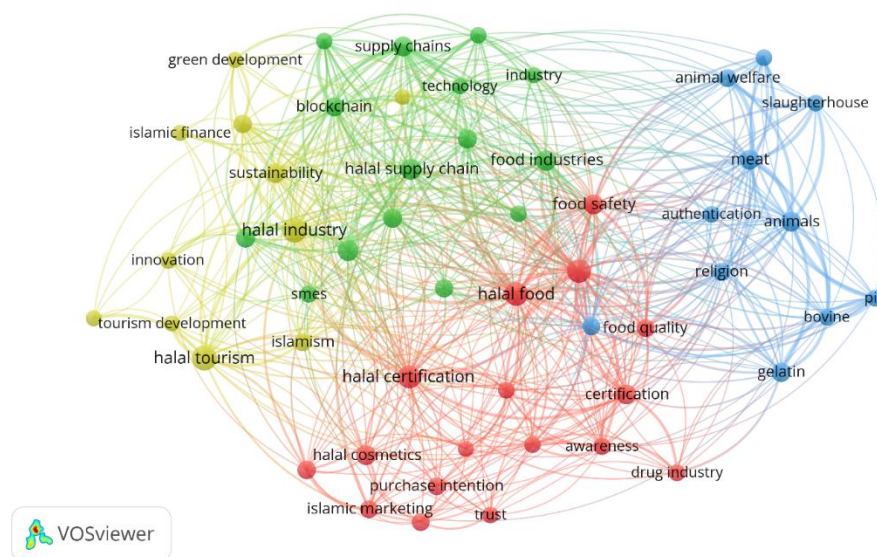 supply chains
green development
technology
industry
animal welfare
blockchain
slaughterhouse
islamic finance
sustainability
halal supply chain
food industries
meat
food safety
authentication
animals
halal industry
innovation
religion
smes
halal food
tourism development
food quality
bovine
halal tourism
islamism
halal certification
gelatin
certification
awareness
halal cosmetics
drug industry
purchase intention
islamic marketing
trust
VOSviewer